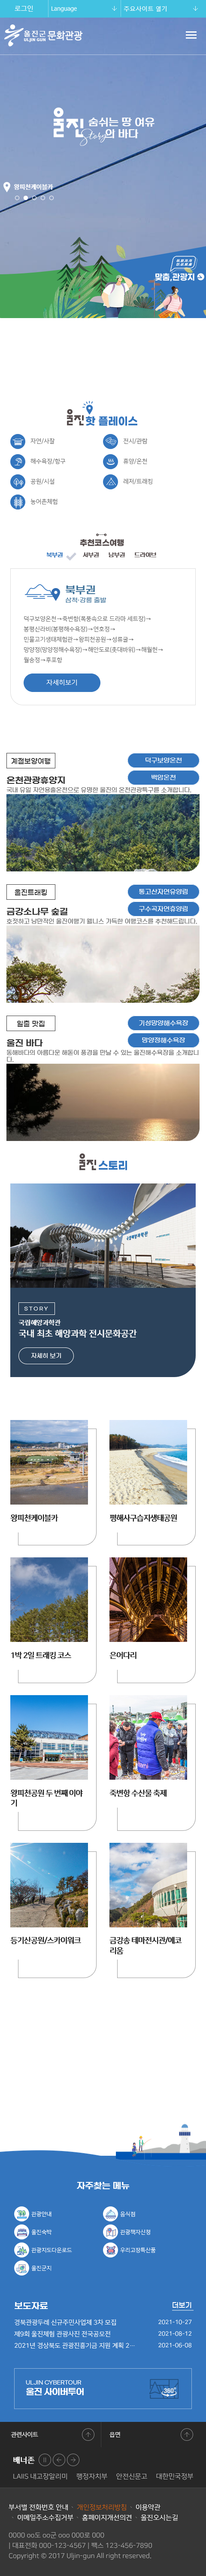 로그인
Language
주요사이트 열기
울진군 문화관광
ULJIN GUN
울진 숨쉬는 땅 여유의 바다
Story
왕피천케이블카
맞춤,관광지
울진 핫 플레이스
자연/사찰
전시/관람
해수욕장/항구
휴양/온천
공원/시설
레저/트래킹
농어촌체험
추천코스여행
북부권
서부권
남부권
드라이브
북부권
삼척·강릉 출발
덕구보양온천→죽변항(폭풍속으로 드라마 세트장)→
봉평신라비(봉평해수욕장)→연호정→
민물고기생태체험관→왕피천공원→성류굴→
망양정(망양정해수욕장)→해안도로(촛대바위)→해월헌→
월송정→후포항
자세히보기
계절보양여행
덕구보양온천
백암온천
온천관광휴양지
국내 유일 자연용출온천으로 유명한 울진의 온천관광특구를 소개합니다.
울진트래킹
통고산자연유양림
구수곡자연휴양림
금강소나무 숲길
호젓하고 낭만적인 울진여행기 웰니스 가득한 여행코스를 추천해드립니다.
일출 맛집
기성망양해수욕장
망양정해수욕장
울진 바다
동해바다의 아름다운 해돋이 풍경을 만날 수 있는 울진해수욕장을 소개합니다.
울진 스토리
STORY
국립해양과학관
국내 최초 해양과학 전시문화공간
자세히 보기
왕피천케이블카
평해사구습지생태공원
1박 2일 트래킹 코스
은어다리
왕피천공원 두 번째 이야기
죽변항 수산물 축제
등기산공원/스카이워크
금강송 테마전시관/에코리움
자주찾는 메뉴
관광안내
음식점
울진숙박
관광책자신청
관광지도다운로드
우리고장특산품
울진군지
보도자료
더보기
경북관광두레 신규주민사업체 3차 모집
2021-10-27
제9회 울진체험 관광사진 전국공모전
2021-08-12
2021년 경상북도 관광진흥기금 지원 계획 2…
2021-06-08
ULJIN CYBERTOUR
울진 사이버투어
360
관련사이트
읍면
배너존
LAIIS 내고장알리미
행정자치부
안전신문고
대한민국정부
부서별 전화번호 안내
개인정보처리방침
이용약관
이메일주소수집거부
홈페이지개선의견
울진오시는길
0000 oo도 oo군 ooo 000로 000
| 대표전화 000-123-4567 | 팩스 123-456-7890
Copyright © 2017 Uljin-gun All right reserved.